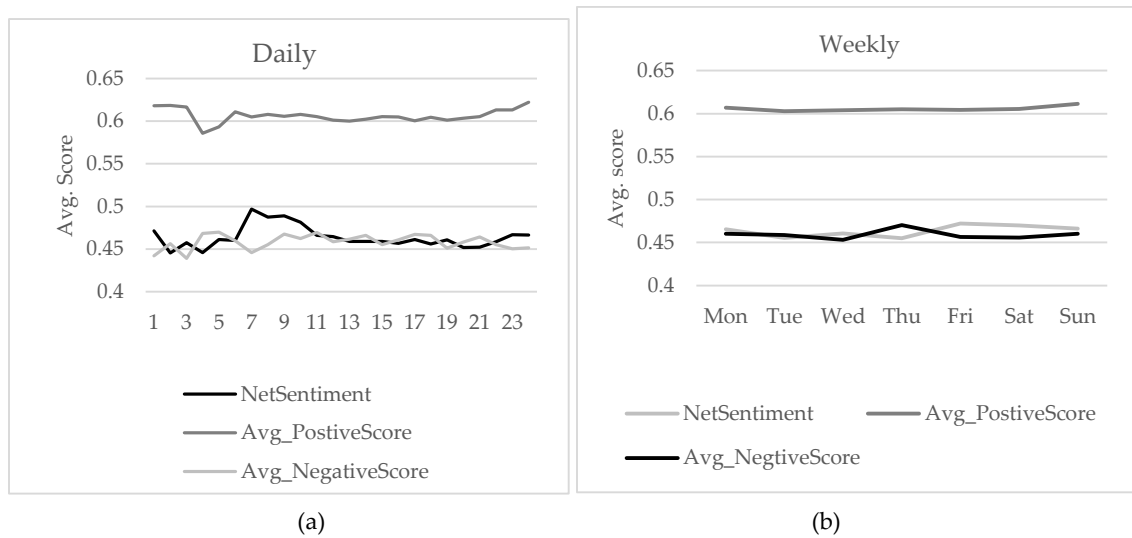 Daily
Avg. Score
0.65
0.6
0.55
0.5
0.45
0.4
1 3 5 7 9 11 13 15 17 19 21 23
NetSentiment
Avg_PostiveScore
Avg_NegativeScore
(a)
Weekly
Avg. score
0.65
0.6
0.55
0.5
0.45
0.4
Mon Tue Wed Thu Fri Sat Sun
NetSentiment Avg_PostiveScore
Avg_NegtiveScore
(b)